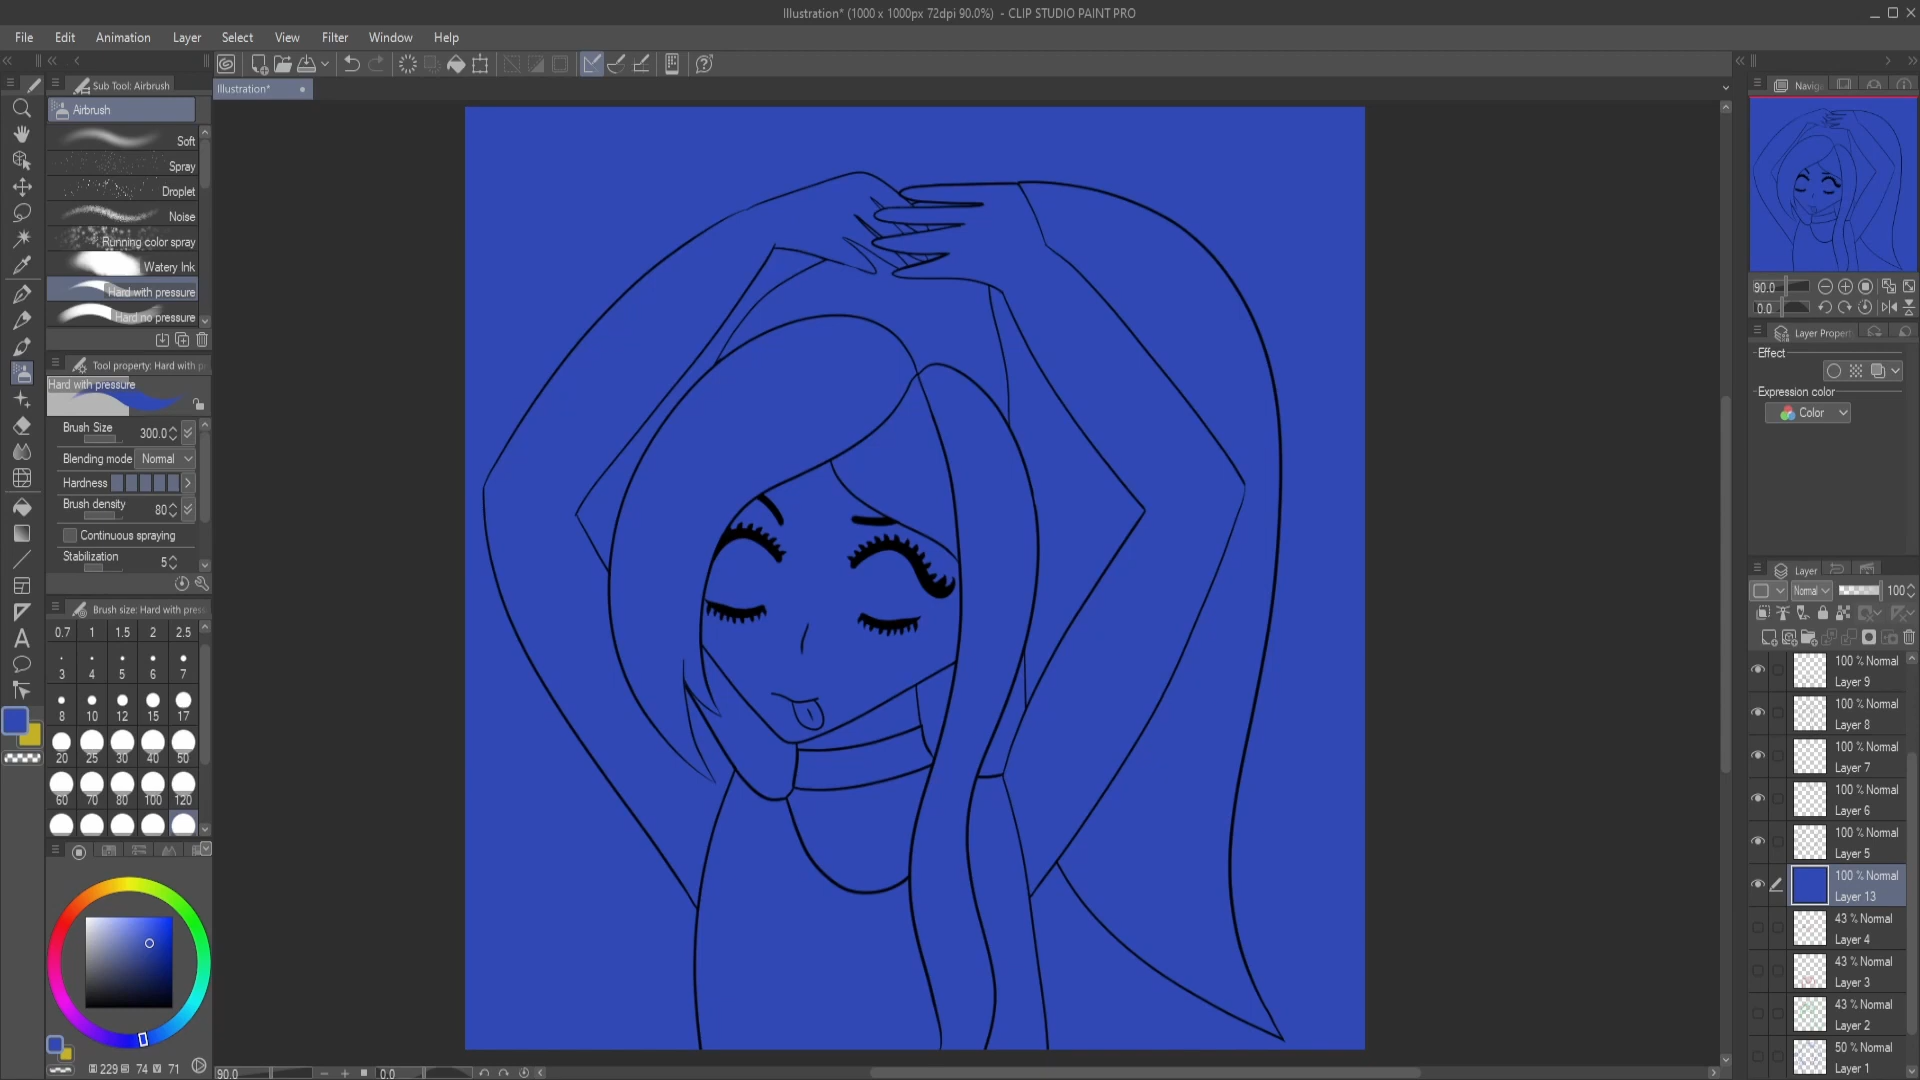 Illustration* (1000 x 1000px 72dpi 90.0%) - CLIP STUDIO PAINT PRO
File Edit Animation Layer Select View Filter Window Help
Sub Tool: Airbrush
Illustration*
Airbrush
Soft
Spray
Droplet
Noise
Running color spray
Watery Ink
Hard with pressure
Hard no pressure
Tool property: Hard with p
Hard with pressure
Brush Size 300.0
Blending mode Normal
Hardness
Brush density 80
Continuous spraying
Stabilization 5
Brush size: Hard with pres
0.7 1 1.5 2 2.5
3 4 5 6 7
8 10 12 15 17
20 25 30 40 50
60 70 80 100 120
229 74 71
90.0 0.0
Navig
90.0
0.0
Layer Proper
Effect
Expression color
Color
Layer
Normal 100
100 % Normal
Layer 9
100 % Normal
Layer 8
100 % Normal
Layer 7
100 % Normal
Layer 6
100 % Normal
Layer 5
100 % Normal
Layer 13
43 % Normal
Layer 4
43 % Normal
Layer 3
43 % Normal
Layer 2
50 % Normal
Layer 1